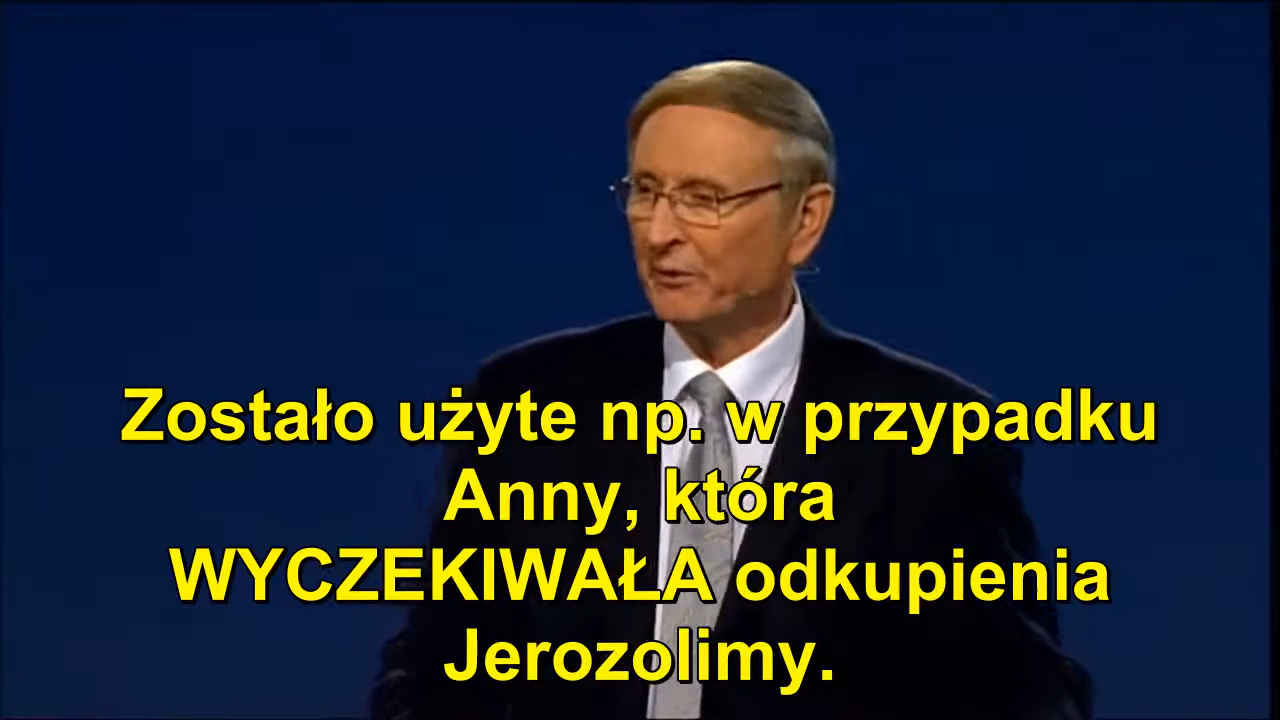 Zostało użyte np. w przypadku
Anny, która
WYCZEKIWAŁA odkupienia
Jerozolimy.